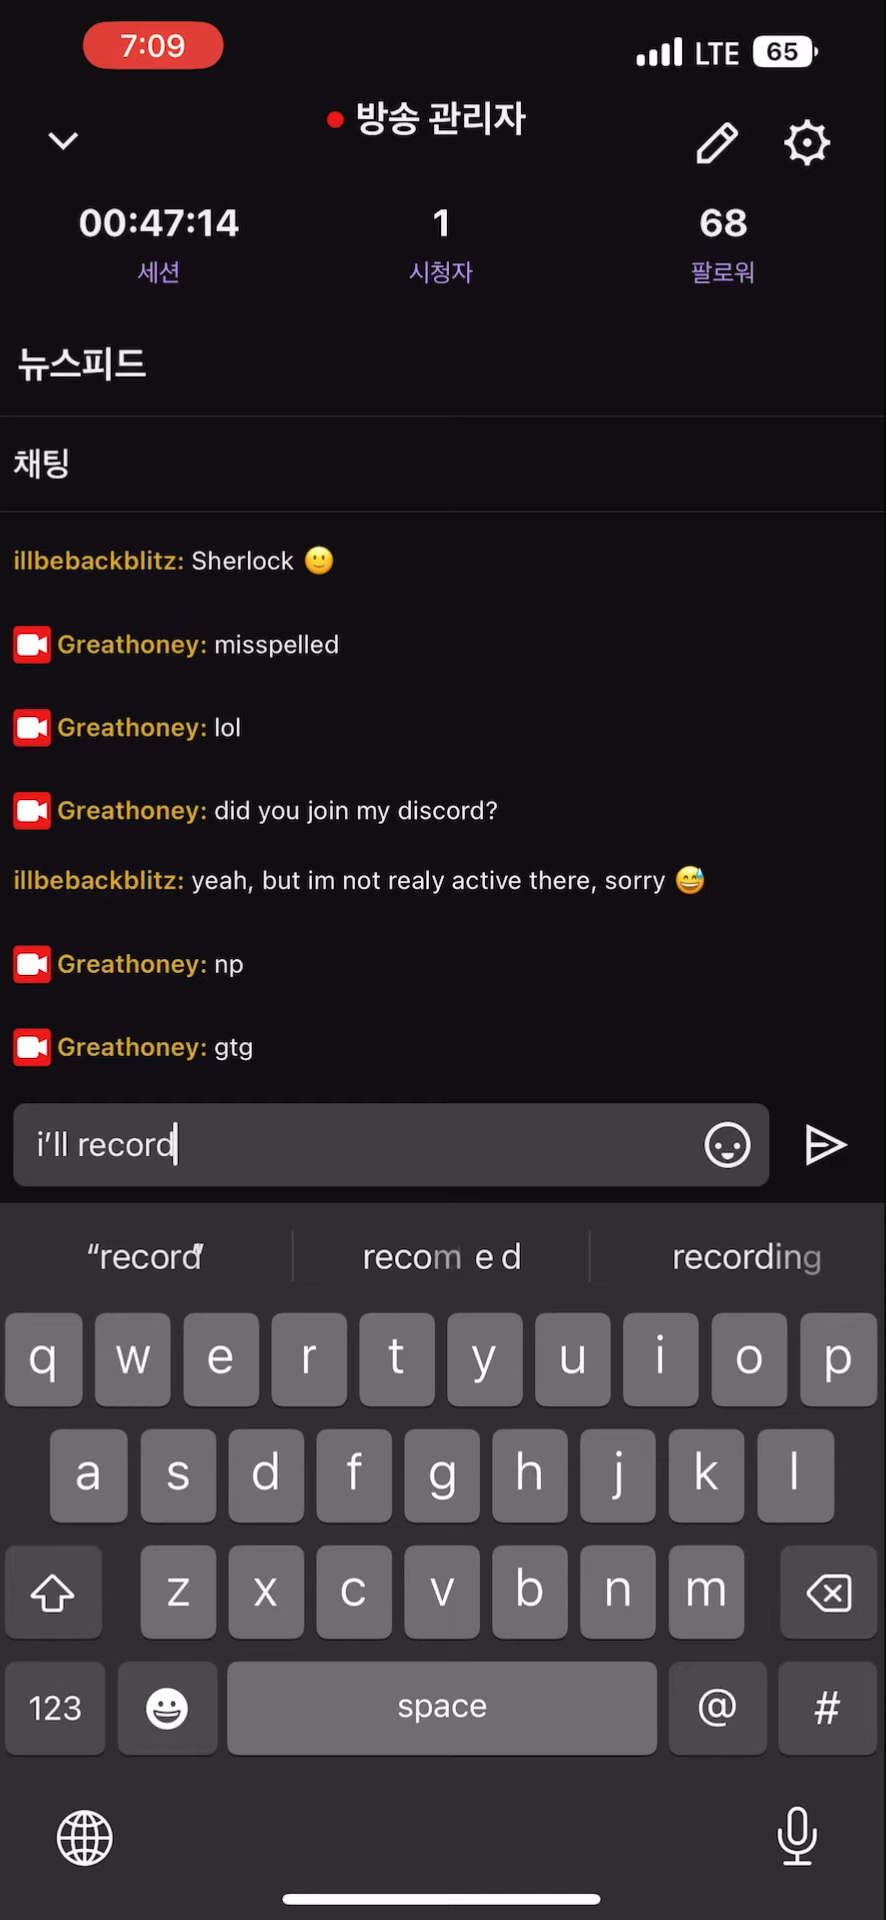 7:09
LTE 65
방송 관리자
00:47:14 1 68
세션 시청자 팔로워
뉴스피드
채팅
illbebackblitz: Sherlock 🙂
Greathoney: misspelled
Greathoney: lol
Greathoney: did you join my discord?
illbebackblitz: yeah, but im not realy active there, sorry 😅
Greathoney: np
Greathoney: gtg
i’ll record
“record” recording
q w e r t y u i o p
a s d f g h j k l
z x c v b n m
123 space @ #